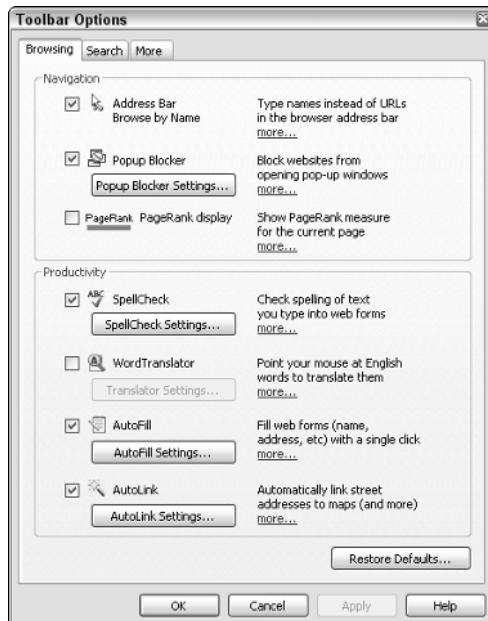 Toolbar Options
Browsing Search More
Navigation
Address Bar
Browse by Name
Type names instead of URLs
in the browser address bar
more...
Popup Blocker
Popup Blocker Settings...
Block websites from
opening pop-up windows
more...
PageRank PageRank display
Show PageRank measure
for the current page
more...
Productivity
ABC
SpellCheck
SpellCheck Settings...
Check spelling of text
you type into web forms
more...
WordTranslator
Translator Settings...
Point your mouse at English
words to translate them
more...
AutoFill
AutoFill Settings...
Fill web forms (name,
address, etc) with a single click
more...
AutoLink
AutoLink Settings...
Automatically link street
addresses to maps (and more)
more...
Restore Defaults...
OK Cancel Apply Help